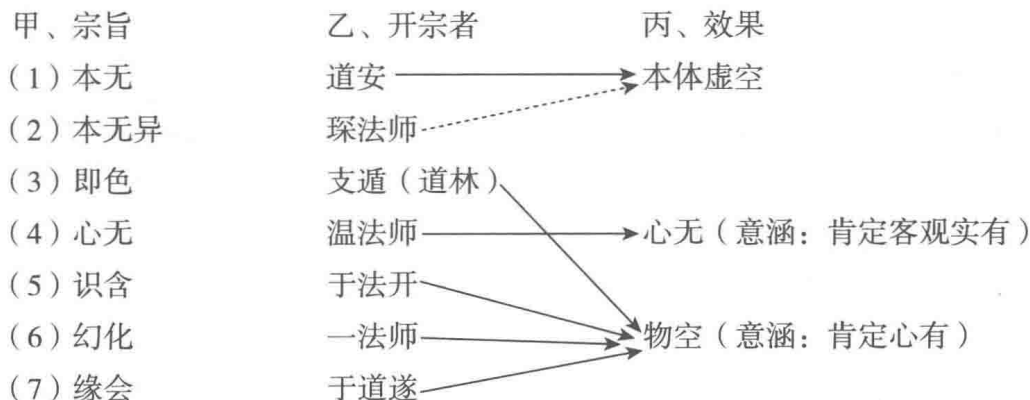 甲、宗旨 乙、开宗者 丙、效果
（1）本无 道安 本体虚空
（2）本无异 琛法师
（3）即色 支遁（道林）
（4）心无 温法师 心无（意涵：肯定客观实有）
（5）识含 于法开
（6）幻化 一法师 物空（意涵：肯定心有）
（7）缘会 于道邃